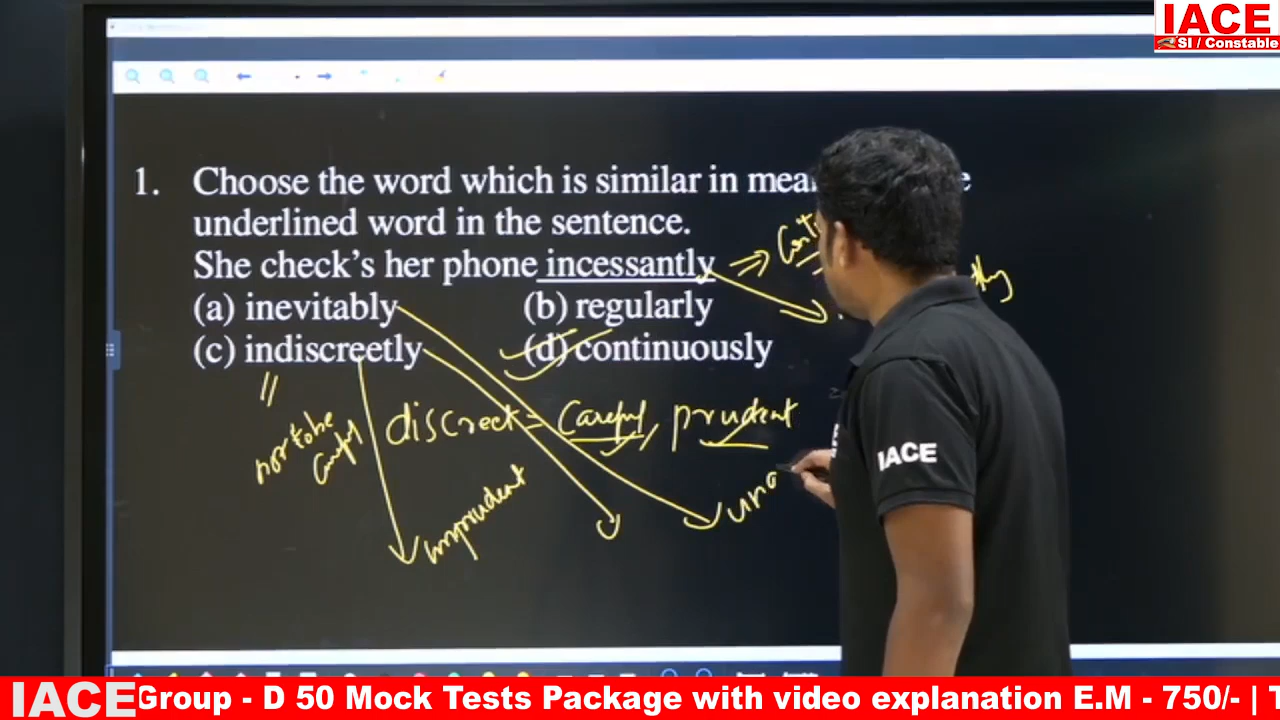 IACE
SI / Constable
1. Choose the word which is similar in
underlined word in the sentence.
She check's her phone incessantly
(a) inevitably (b) regularly
(c) indiscreetly (d) continuously
discreet = Careful, prudent
not to be
careful
imprudent
IACE
IACE Group - D 50 Mock Tests Package with video explanation E.M - 750/- |